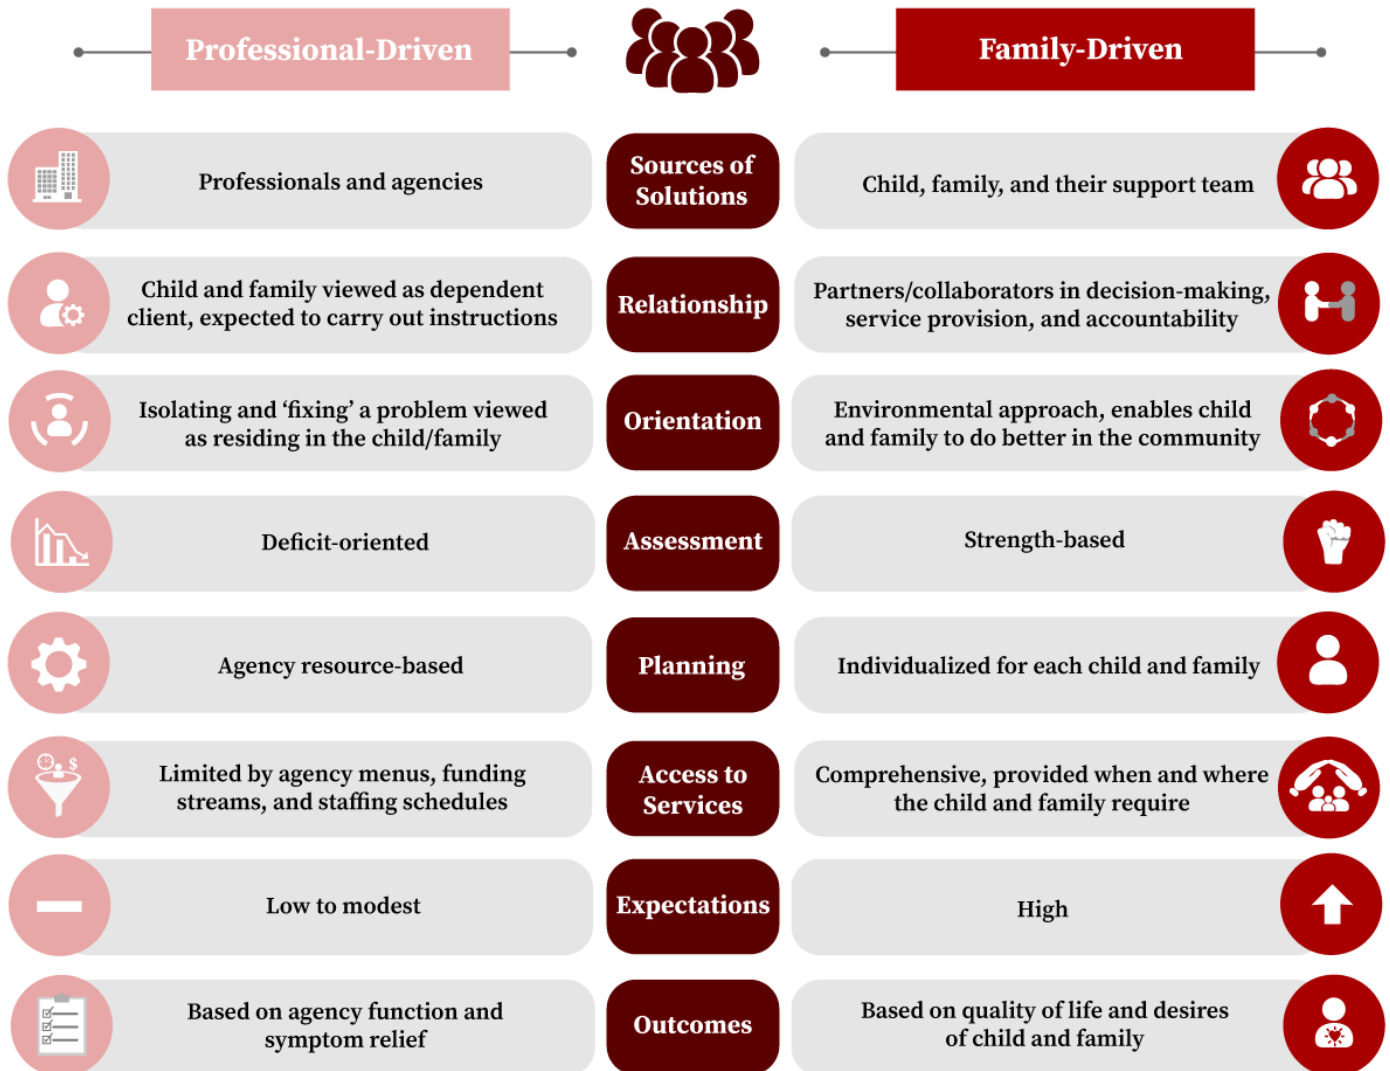 Professional-Driven
Family-Driven
Professionals and agencies
Sources of
Solutions
Child, family, and their support team
Child and family viewed as dependent
client, expected to carry out instructions
Relationship
Partners/collaborators in decision-making,
service provision, and accountability
Isolating and ‘fixing’ a problem viewed
as residing in the child/family
Orientation
Environmental approach, enables child
and family to do better in the community
Deficit-oriented
Assessment
Strength-based
Agency resource-based
Planning
Individualized for each child and family
$
Limited by agency menus, funding
streams, and staffing schedules
Access to
Services
Comprehensive, provided when and where
the child and family require
Low to modest
Expectations
High
Based on agency function and
symptom relief
Outcomes
Based on quality of life and desires
of child and family